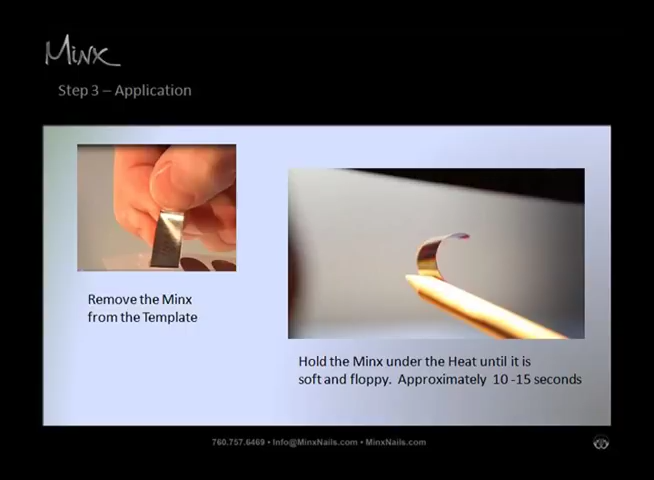 Minx
Step 3 – Application
Remove the Minx
from the Template
Hold the Minx under the Heat until it is
soft and floppy.  Approximately  10 -15 seconds
760.757.6469 • Info@MinxNails.com • MinxNails.com